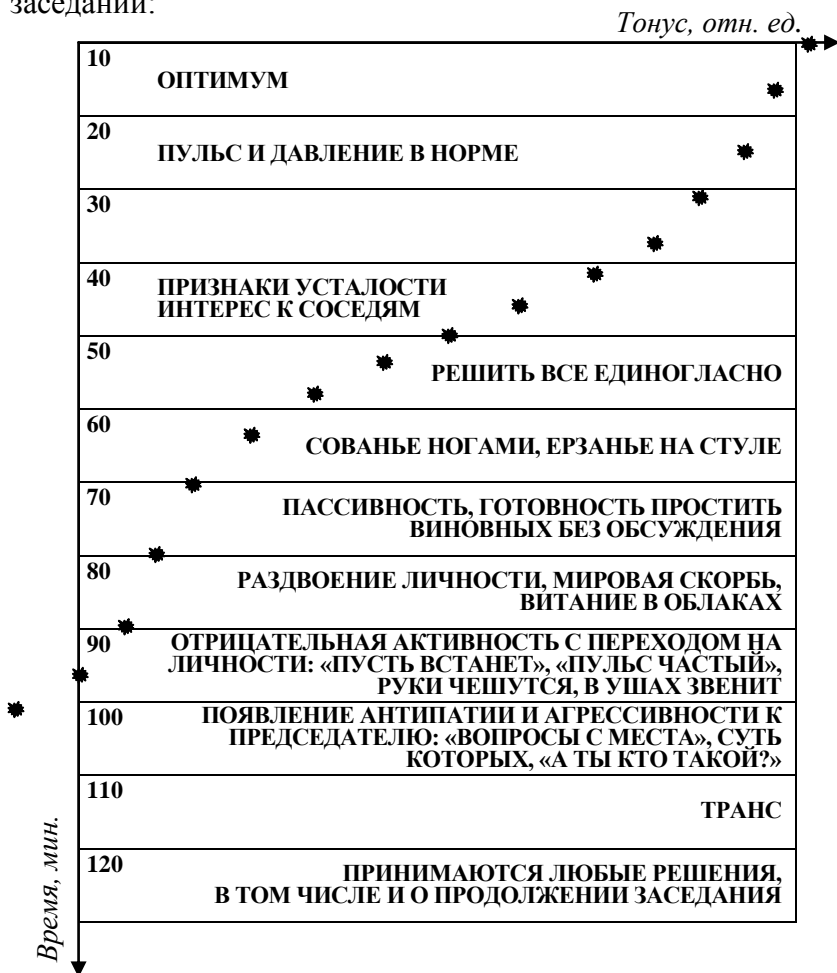 заседании:
Тонус, отн. ед.
10
ОПТИМУМ
20
ПУЛЬС И ДАВЛЕНИЕ В НОРМЕ
30
40
ПРИЗНАКИ УСТАЛОСТИ
ИНТЕРЕС К СОСЕДЯМ
50
РЕШИТЬ ВСЕ ЕДИНОГЛАСНО
60
СОВАНЬЕ НОГАМИ, ЕРЗАНЬЕ НА СТУЛЕ
70
ПАССИВНОСТЬ, ГОТОВНОСТЬ ПРОСТИТЬ
ВИНОВНЫХ БЕЗ ОБСУЖДЕНИЯ
80
РАЗДВОЕНИЕ ЛИЧНОСТИ, МИРОВАЯ СКОРБЬ,
ВИТАНИЕ В ОБЛАКАХ
90
ОТРИЦАТЕЛЬНАЯ АКТИВНОСТЬ С ПЕРЕХОДОМ НА
ЛИЧНОСТИ: «ПУСТЬ ВСТАНЕТ», «ПУЛЬС ЧАСТЫЙ»,
РУКИ ЧЕШУТСЯ, В УШАХ ЗВЕНИТ
100
ПОЯВЛЕНИЕ АНТИПАТИИ И АГРЕССИВНОСТИ К
ПРЕДСЕДАТЕЛЮ: «ВОПРОСЫ С МЕСТА», СУТЬ
КОТОРЫХ, «А ТЫ КТО ТАКОЙ?»
110
ТРАНС
120
ПРИНИМАЮТСЯ ЛЮБЫЕ РЕШЕНИЯ,
В ТОМ ЧИСЛЕ И О ПРОДОЛЖЕНИИ ЗАСЕДАНИЯ
Время, мин.